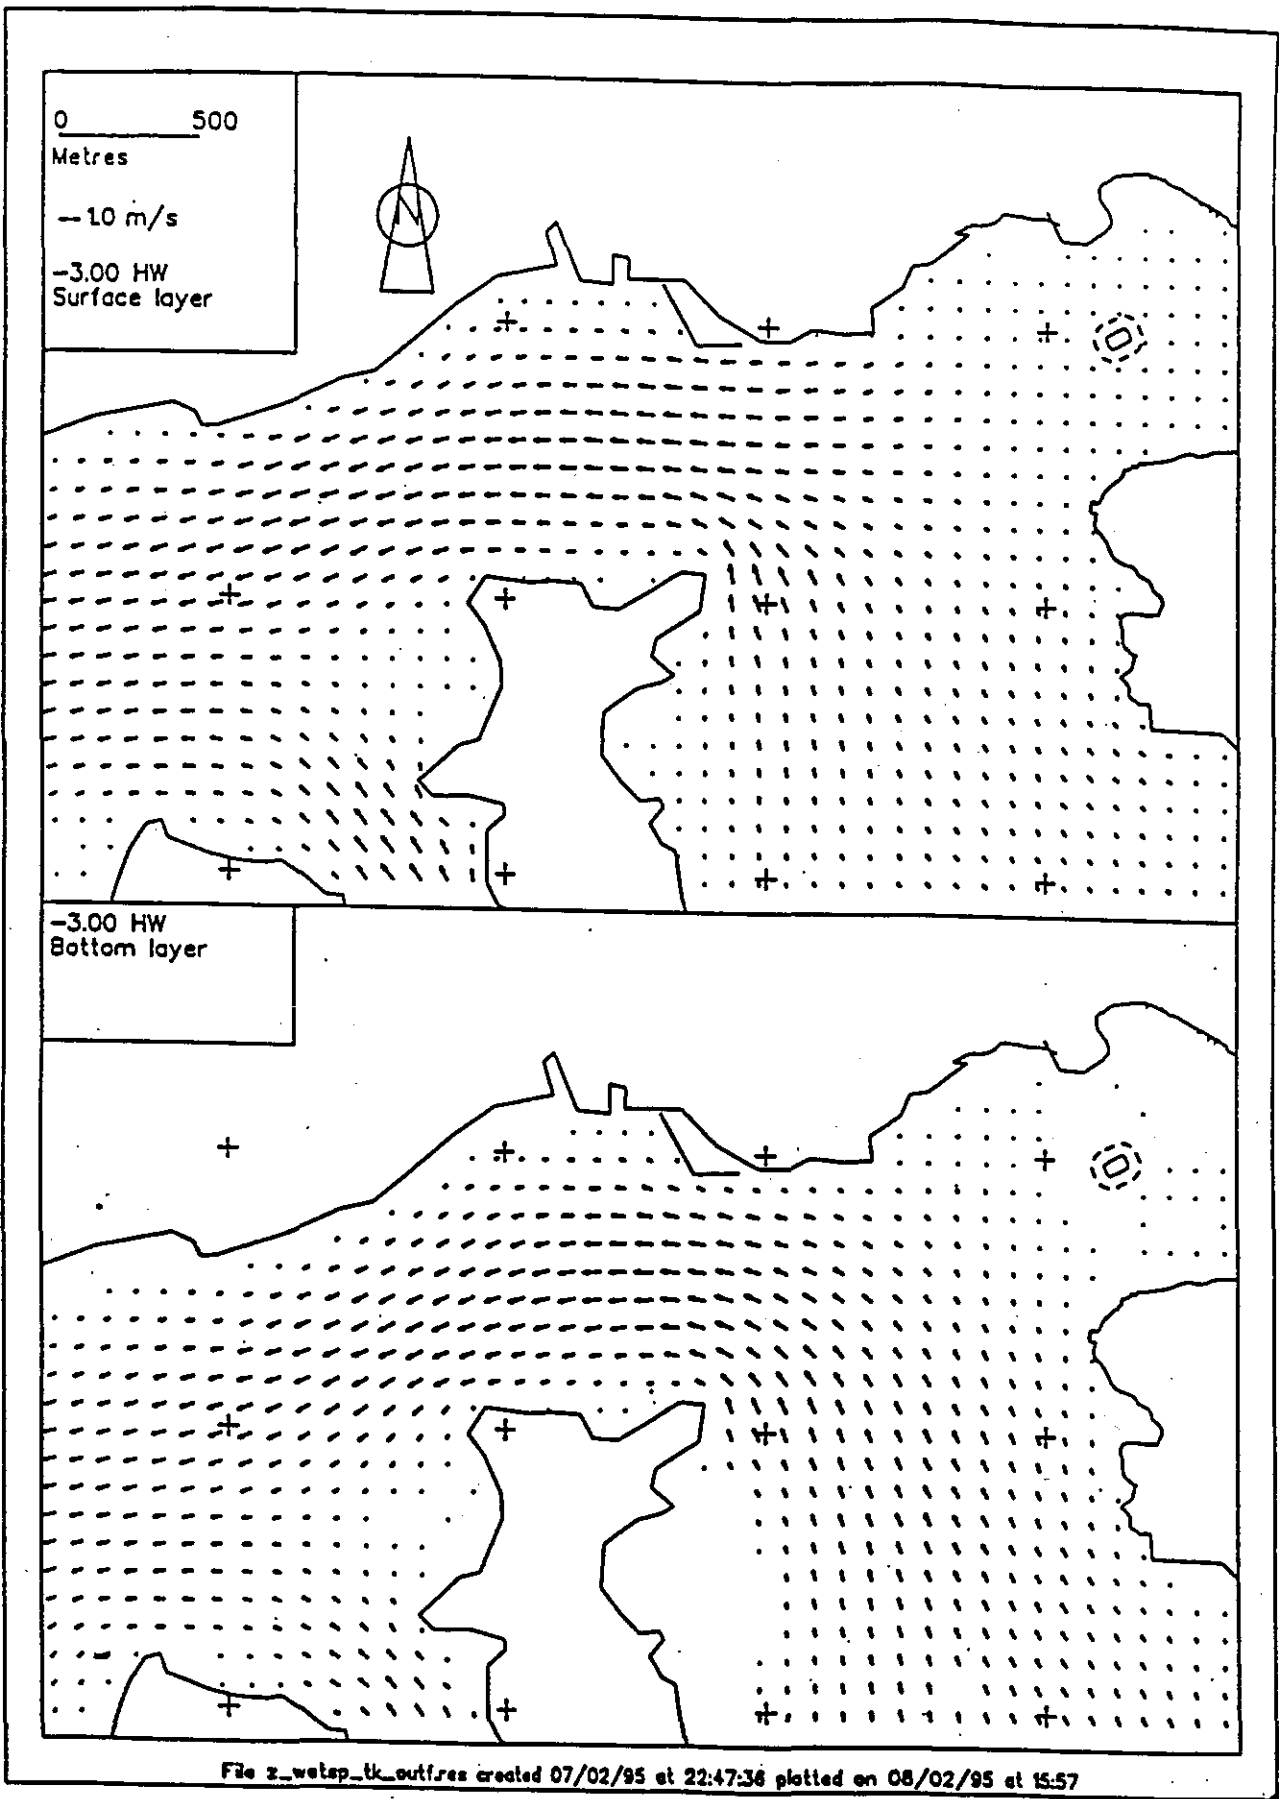 0 500
Metres
— 1.0 m/s
-3.00 HW
Surface layer
N
-3.00 HW
Bottom layer
File z_wetsp_tk_outf.res created 07/02/95 at 22:47:36 plotted on 08/02/95 at 15:57